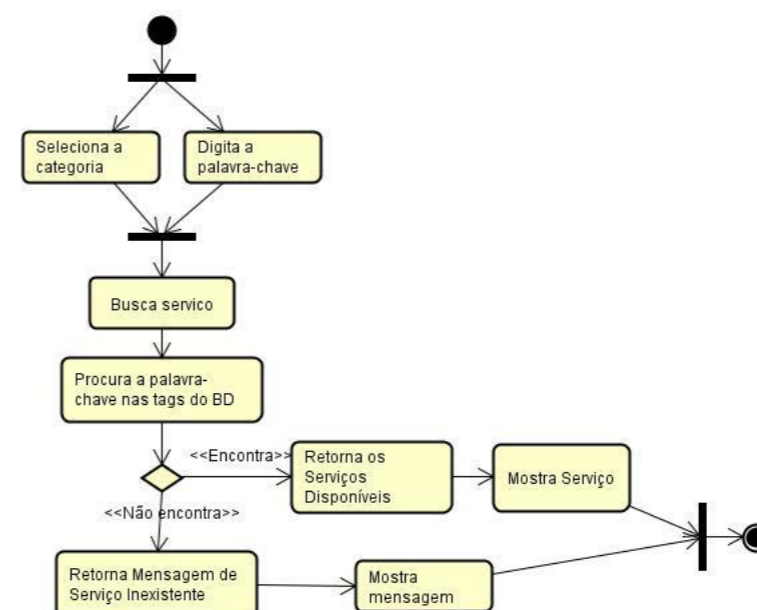 Seleciona a
categoria
Digita a
palavra-chave
Busca servico
Procura a palavra-
chave nas tags do BD
<<Encontra>>
Retorna os
Serviços
Disponíveis
Mostra Serviço
<<Não encontra>>
Retorna Mensagem de
Serviço Inexistente
Mostra
mensagem